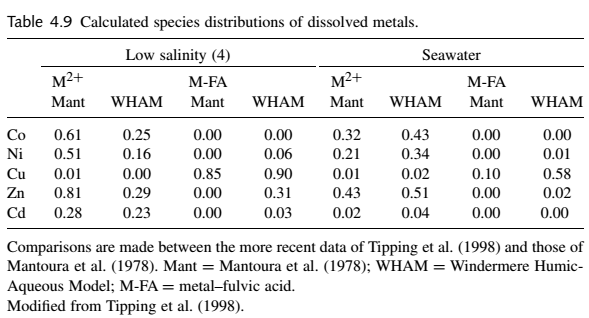 Table 4.9 Calculated species distributions of dissolved metals.
Low salinity (4) Seawater
M2+ M-FA M2+ M-FA
Mant WHAM Mant WHAM Mant WHAM Mant WHAM
Co 0.61 0.25 0.00 0.00 0.32 0.43 0.00 0.00
Ni 0.51 0.16 0.00 0.06 0.21 0.34 0.00 0.01
Cu 0.01 0.00 0.85 0.90 0.01 0.02 0.10 0.58
Zn 0.81 0.29 0.00 0.31 0.43 0.51 0.00 0.02
Cd 0.28 0.23 0.00 0.03 0.02 0.04 0.00 0.00
Comparisons are made between the more recent data of Tipping et al. (1998) and those of
Mantoura et al. (1978). Mant = Mantoura et al. (1978); WHAM = Windermere Humic-
Aqueous Model; M-FA = metal–fulvic acid.
Modified from Tipping et al. (1998).